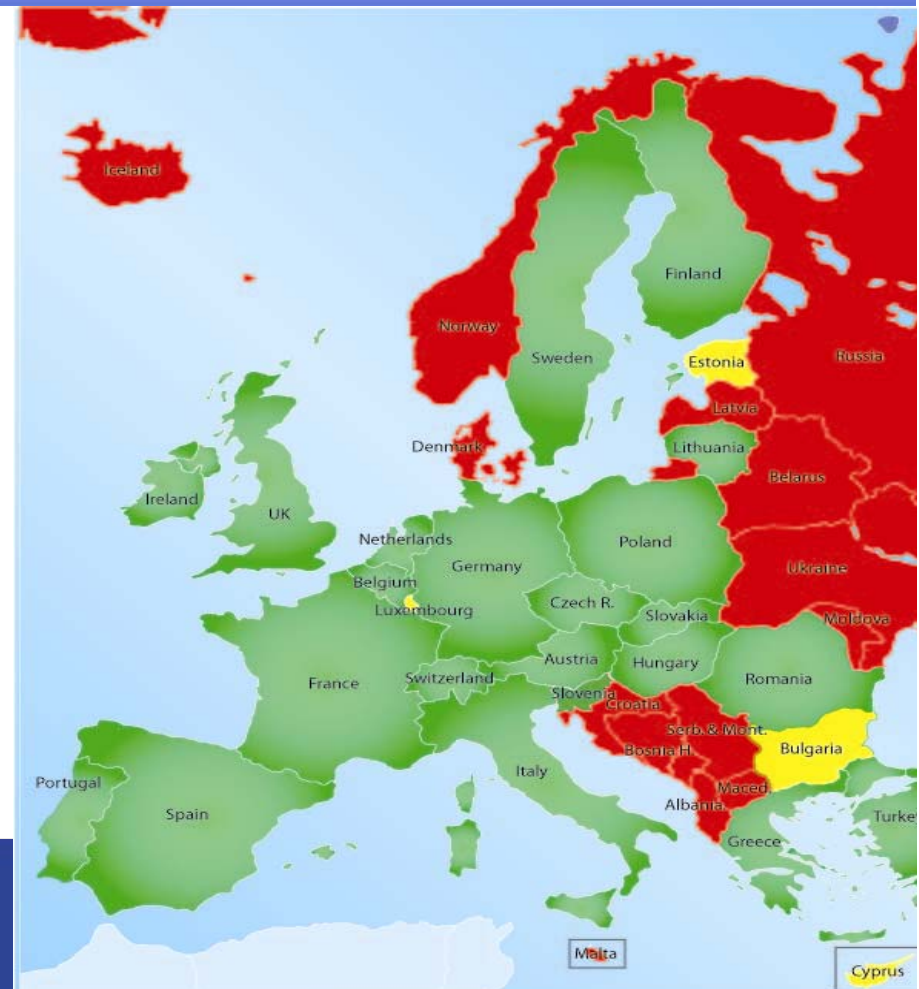 Iceland
Finland
Norway
Russia
Sweden
Estonia
Latvia
Denmark
Lithuania
Belarus
Ireland
UK
Netherlands
Poland
Germany
Belgium
Ukraine
Luxembourg
Czech R.
Slovakia
Moldova
Austria
Hungary
France
Switzerland
Romania
Slovenia
Croatia
Serb.& Mont.
Bosnia H.
Bulgaria
Italy
Portugal
Maced.
Albania.
Spain
Turkey
Greece
Malta
Cyprus